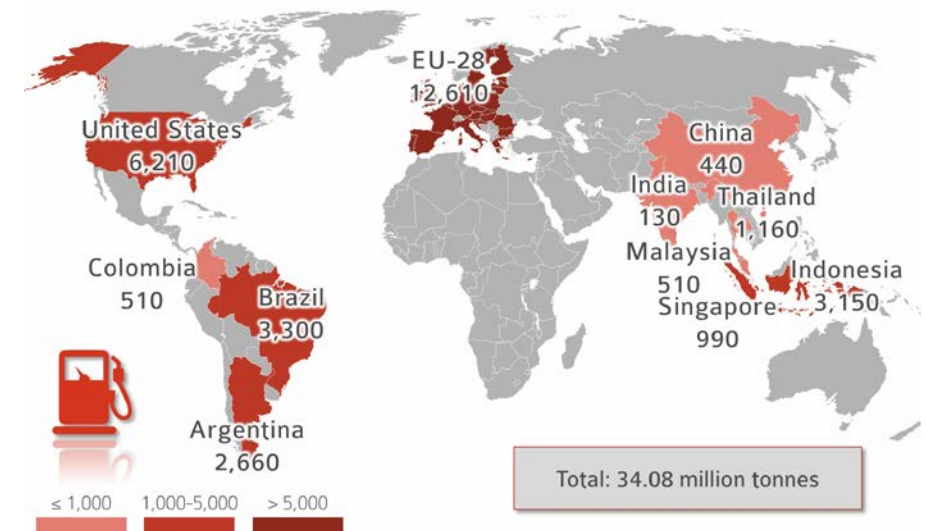 EU-28
12,610
United States
6,210
China
440
India
130
Thailand
1,160
Malaysia
510
Indonesia
3,150
Singapore
990
Colombia
510
Brazil
3,300
Argentina
2,660
Total: 34.08 million tonnes
≤ 1,000
1,000-5,000
> 5,000